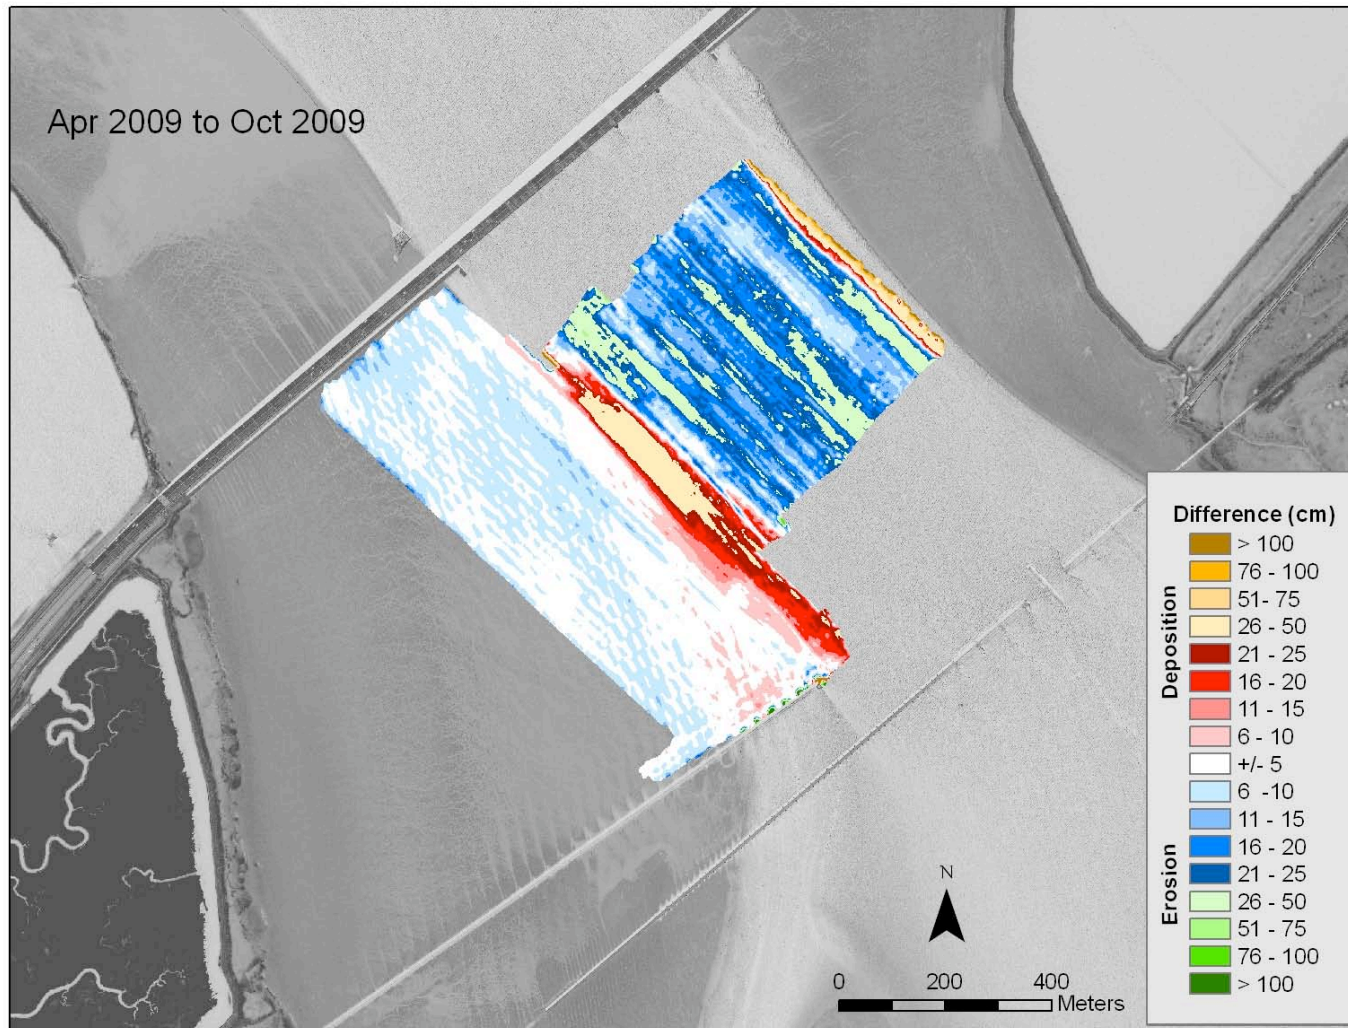 Apr 2009 to Oct 2009
Difference (cm)
Deposition
> 100
76 - 100
51- 75
26 - 50
21 - 25
16 - 20
11 - 15
6 - 10
+/- 5
Erosion
6 -10
11 - 15
16 - 20
21 - 25
26 - 50
51 - 75
76 - 100
> 100
N
0 200 400
Meters